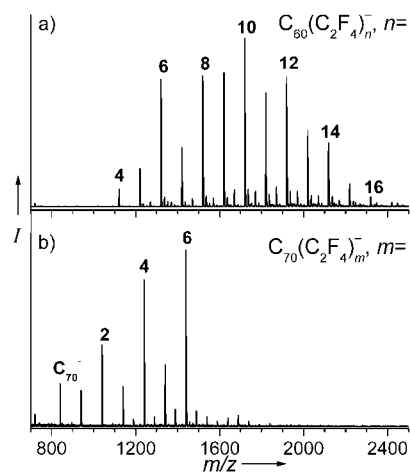 a) C₆₀(C₂F₄)ₙ⁻, n=
4 6 8 10 12 14 16
I
b) C₇₀(C₂F₄)ₘ⁻, m=
C₇₀⁻ 2 4 6
800 1200 1600 2000 2400
m/z